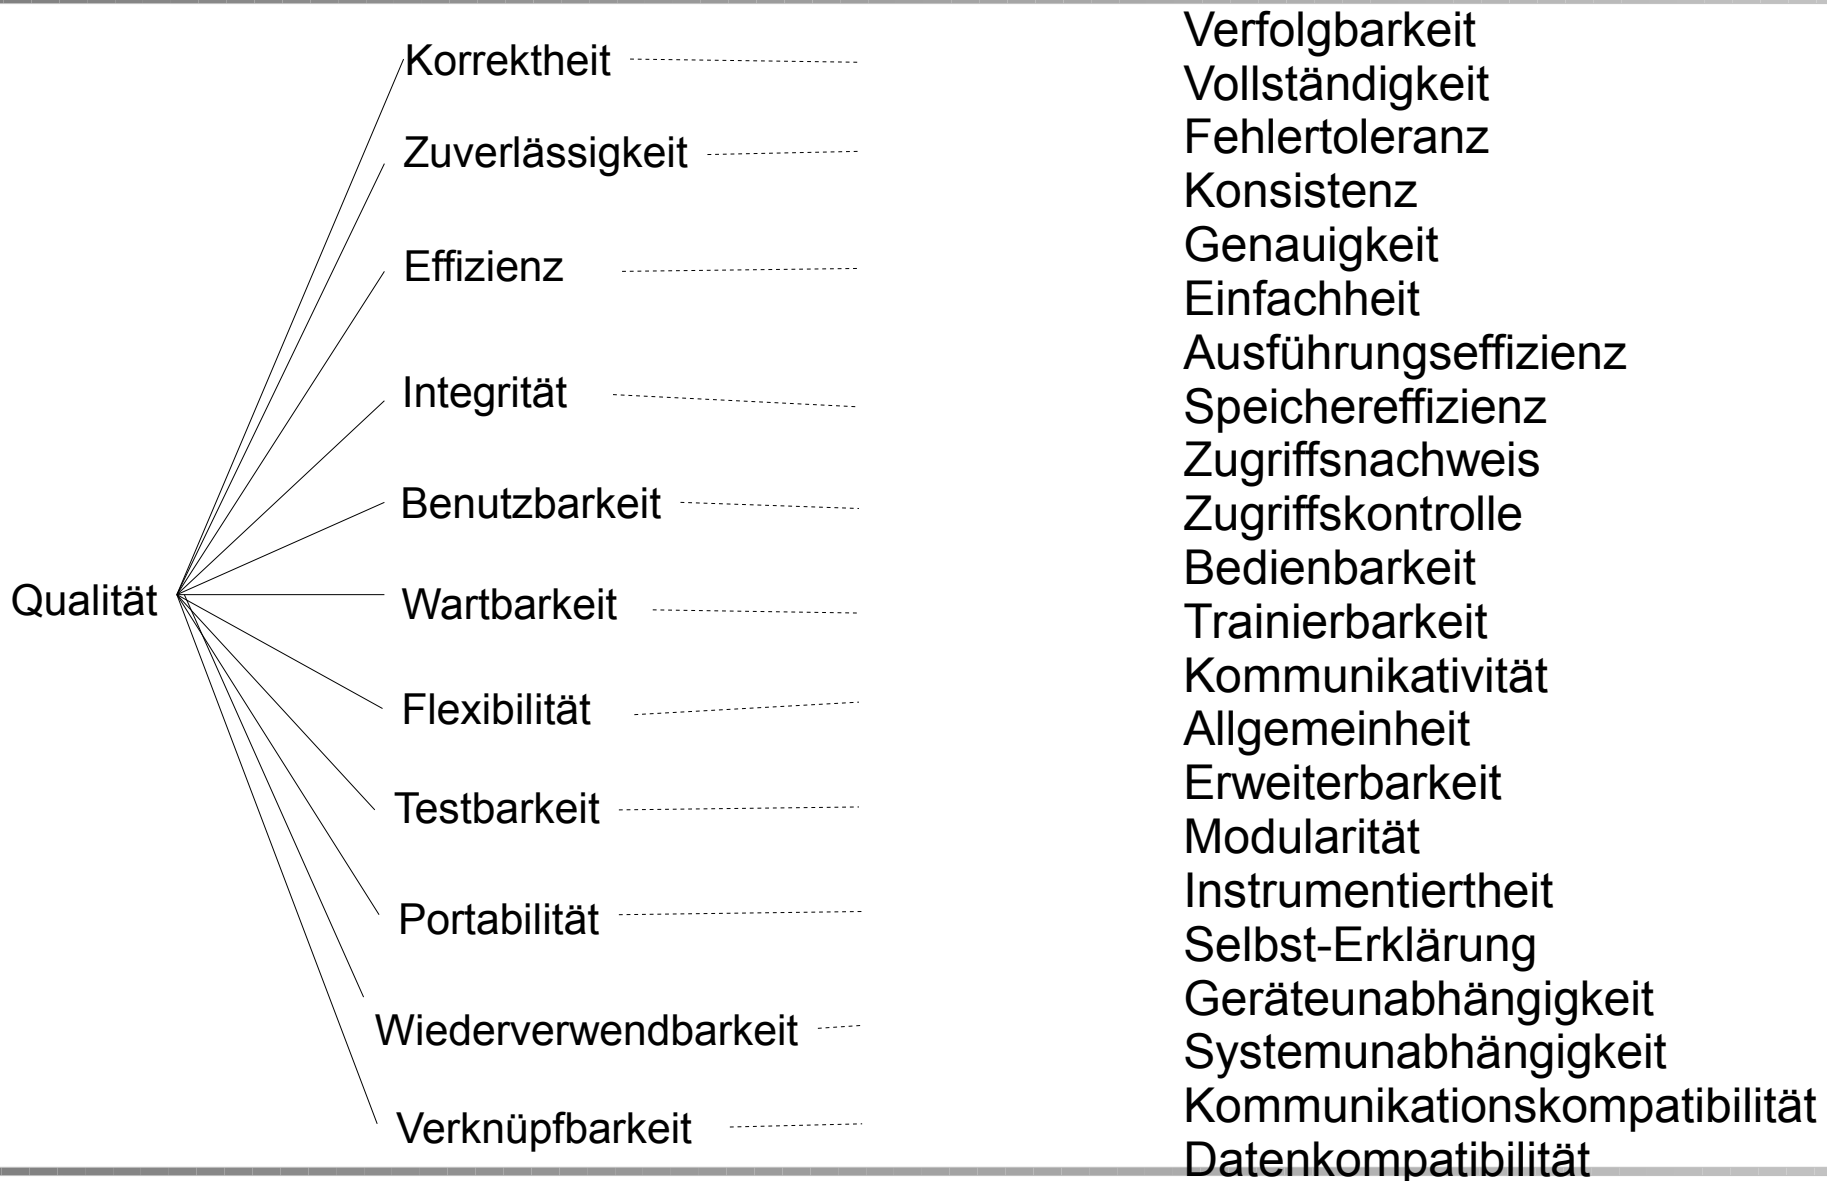 Qualität
Korrektheit
Zuverlässigkeit
Effizienz
Integrität
Benutzbarkeit
Wartbarkeit
Flexibilität
Testbarkeit
Portabilität
Wiederverwendbarkeit
Verknüpfbarkeit
Verfolgbarkeit
Vollständigkeit
Fehlertoleranz
Konsistenz
Genauigkeit
Einfachheit
Ausführungseffizienz
Speichereffizienz
Zugriffsnachweis
Zugriffskontrolle
Bedienbarkeit
Trainierbarkeit
Kommunikativität
Allgemeinheit
Erweiterbarkeit
Modularität
Instrumentiertheit
Selbst-Erklärung
Geräteunabhängigkeit
Systemunabhängigkeit
Kommunikationskompatibilität
Datenkompatibilität